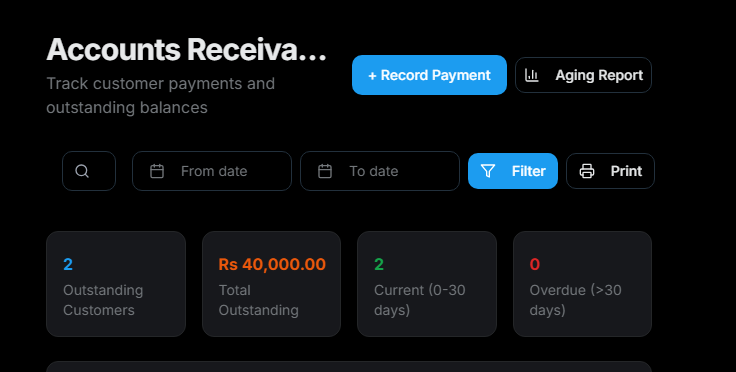 Accounts Receiva...
Track customer payments and
outstanding balances
+ Record Payment
Aging Report
From date
To date
Filter
Print
2
Outstanding
Customers
Rs 40,000.00
Total
Outstanding
2
Current (0-30
days)
0
Overdue (>30
days)